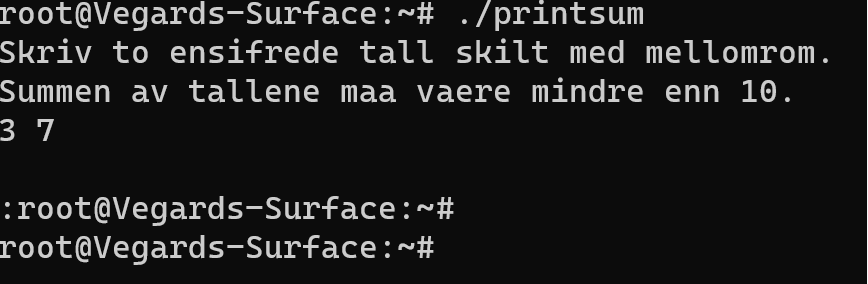 root@Vegards-Surface:~# ./printsum
Skriv to ensifrede tall skilt med mellomrom.
Summen av tallene maa vaere mindre enn 10.
3 7

:root@Vegards-Surface:~#
root@Vegards-Surface:~#